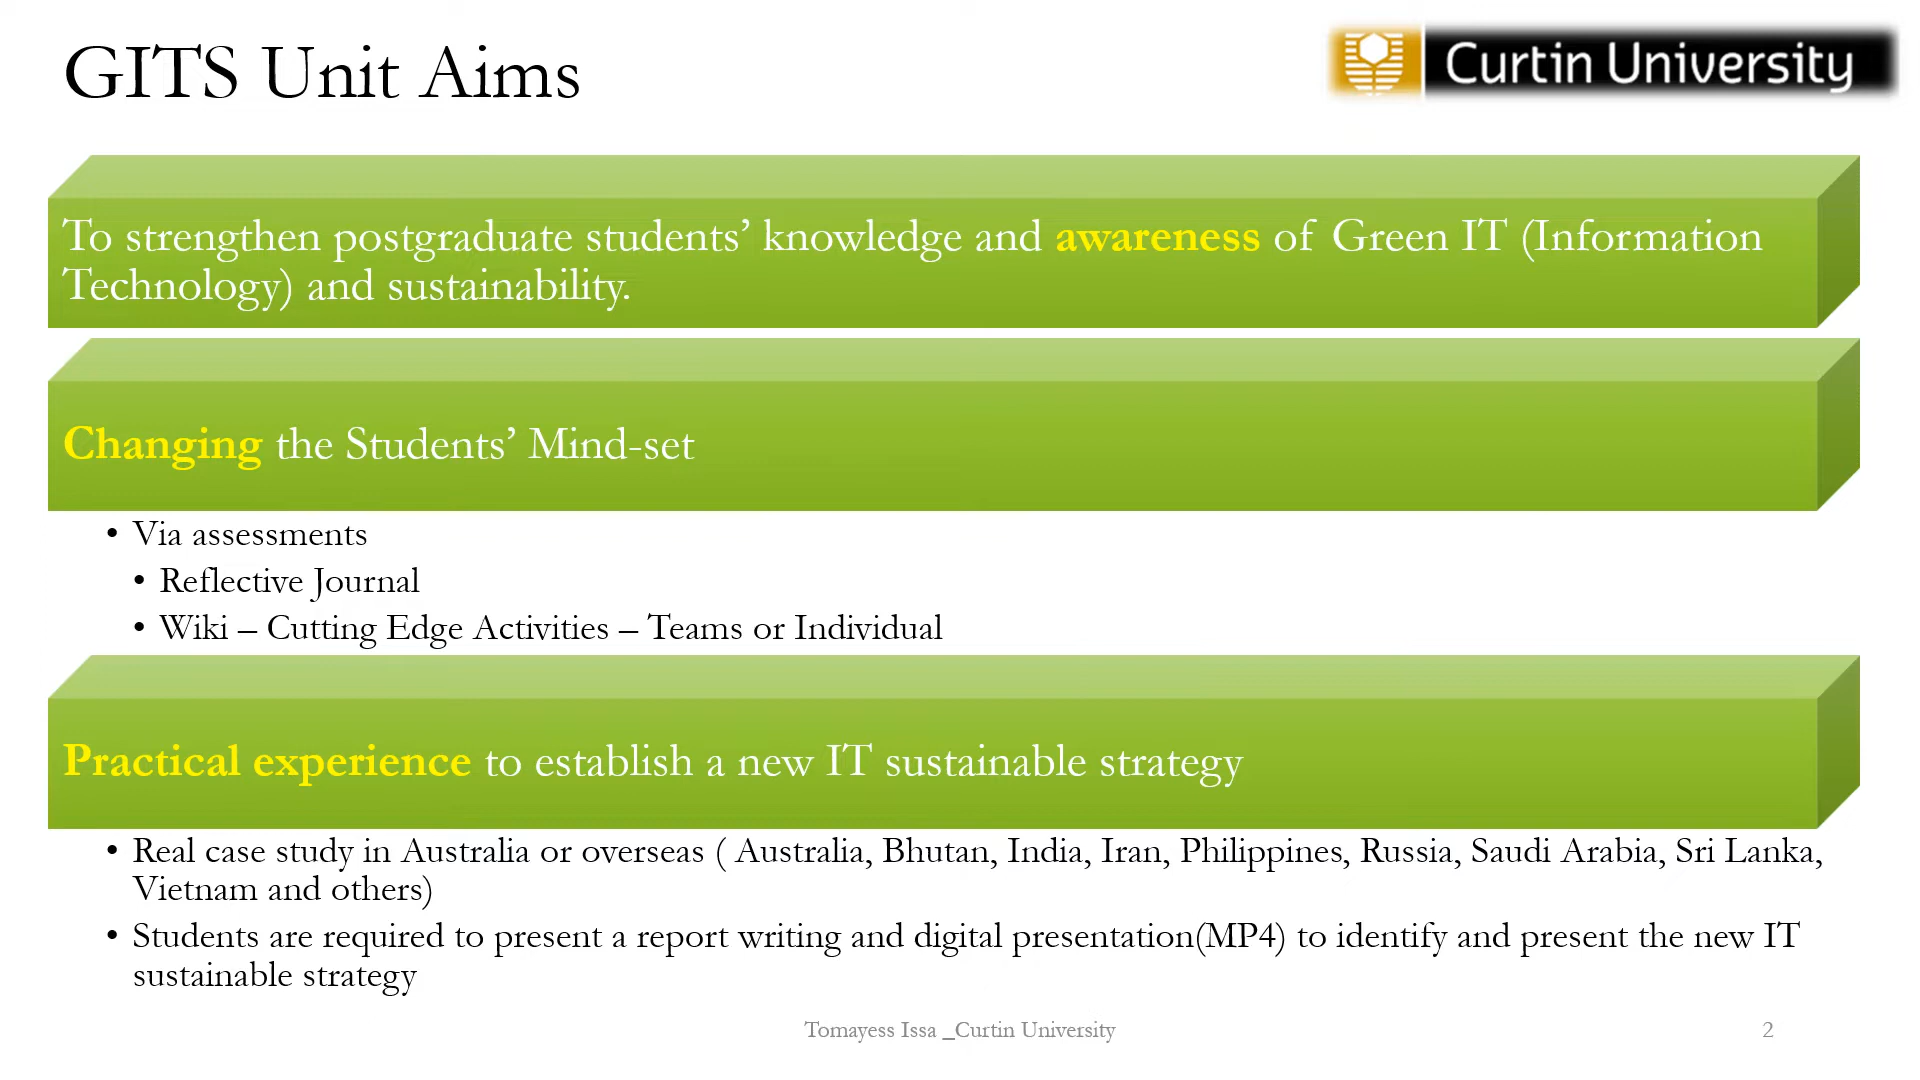 GITS Unit Aims
Curtin University
To strengthen postgraduate students’ knowledge and awareness of Green IT (Information
Technology) and sustainability.
Changing the Students’ Mind-set
• Via assessments
• Reflective Journal
• Wiki – Cutting Edge Activities – Teams or Individual
Practical experience to establish a new IT sustainable strategy
• Real case study in Australia or overseas ( Australia, Bhutan, India, Iran, Philippines, Russia, Saudi Arabia, Sri Lanka,
Vietnam and others)
• Students are required to present a report writing and digital presentation(MP4) to identify and present the new IT
sustainable strategy
Tomayess Issa _Curtin University
2